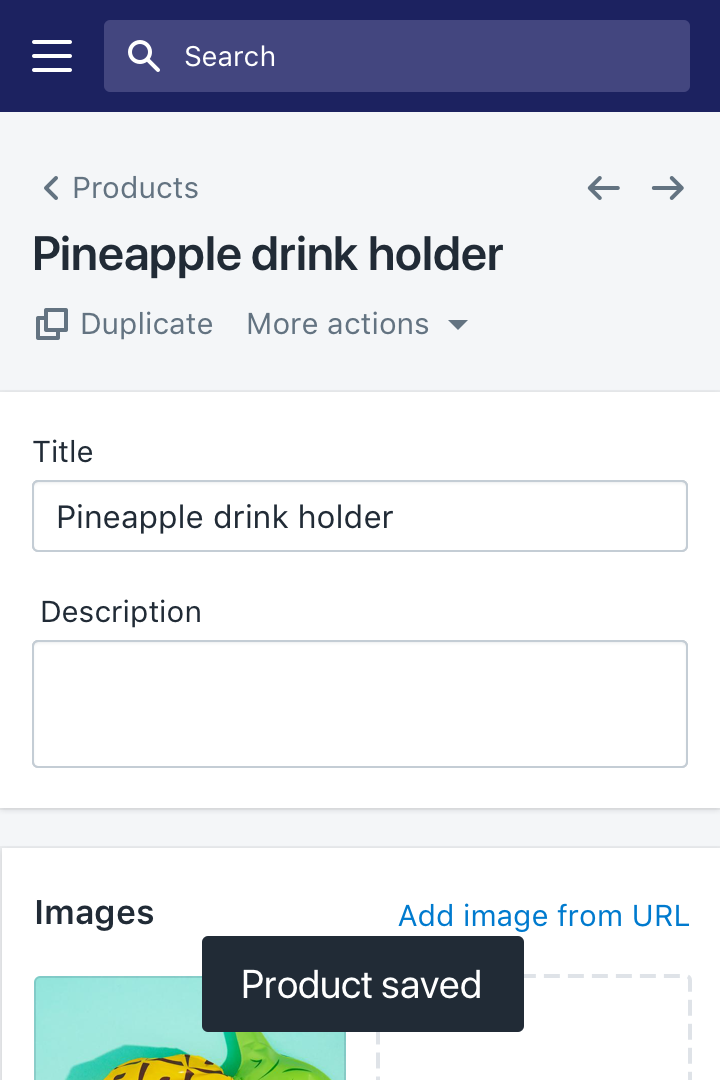 Search
Products
Pineapple drink holder
Duplicate More actions
Title
Pineapple drink holder
Description
Images
Add image from URL
Product saved